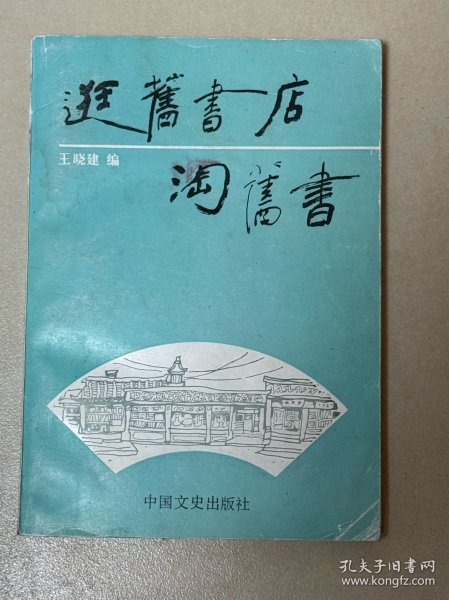 逛舊書店
王晓建 编
淘舊書
中国文史出版社
孔夫子旧书网
www.kongfz.com